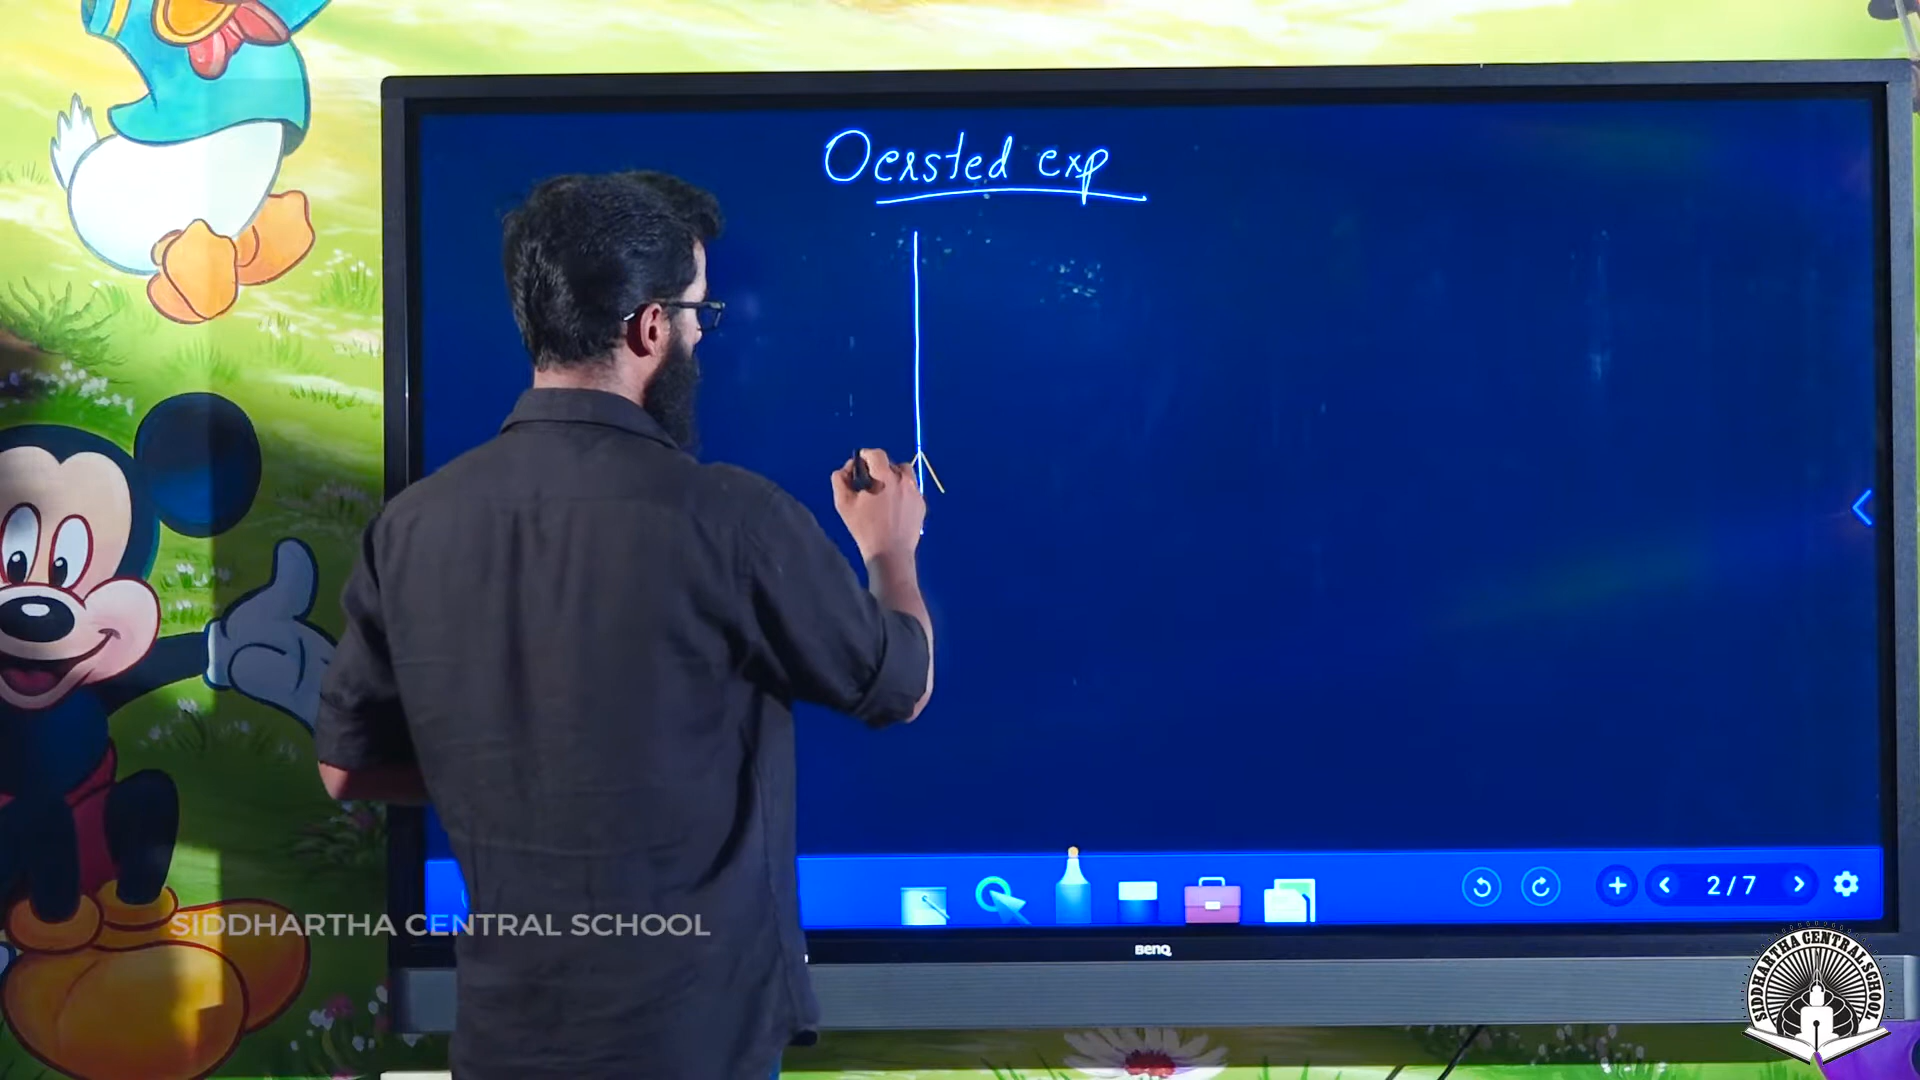 Oersted exp
2/7
BenQ
SIDDHARTHA CENTRAL SCHOOL
SIDDHARTHA CENTRAL SCHOOL